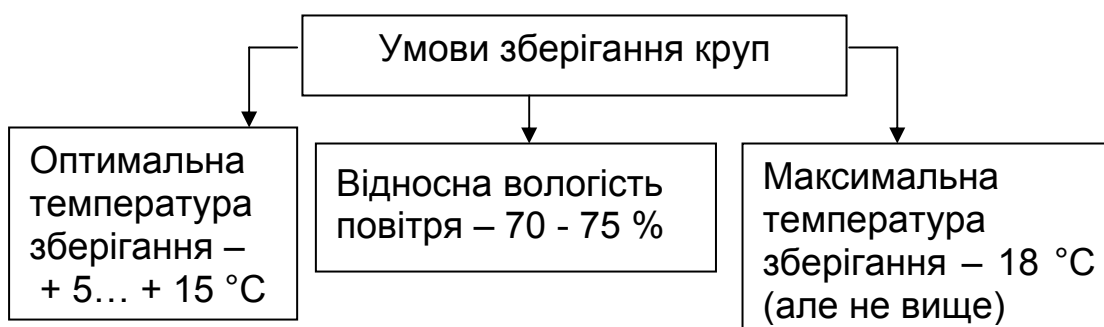 Умови зберігання круп
Оптимальна
температура
зберігання –
+ 5... + 15 °С
Відносна вологість
повітря – 70 - 75 %
Максимальна
температура
зберігання – 18 °С
(але не вище)